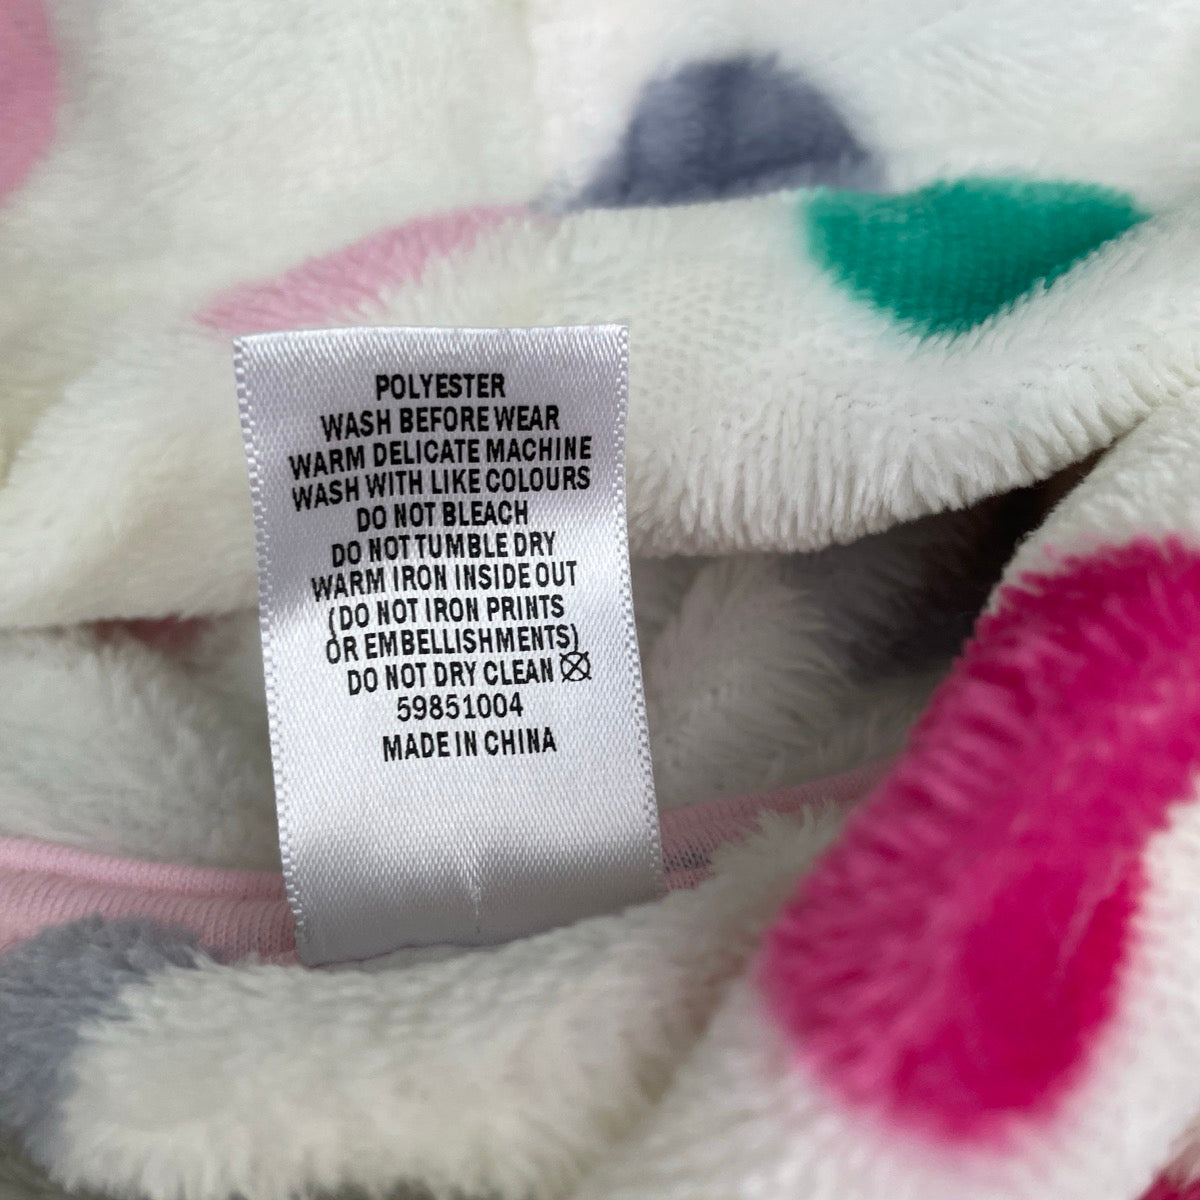 POLYESTER
WASH BEFORE WEAR
WARM DELICATE MACHINE
WASH WITH LIKE COLOURS
DO NOT BLEACH
DO NOT TUMBLE DRY
WARM IRON INSIDE OUT
(DO NOT IRON PRINTS
OR EMBELLISHMENTS)
DO NOT DRY CLEAN
59851004
MADE IN CHINA